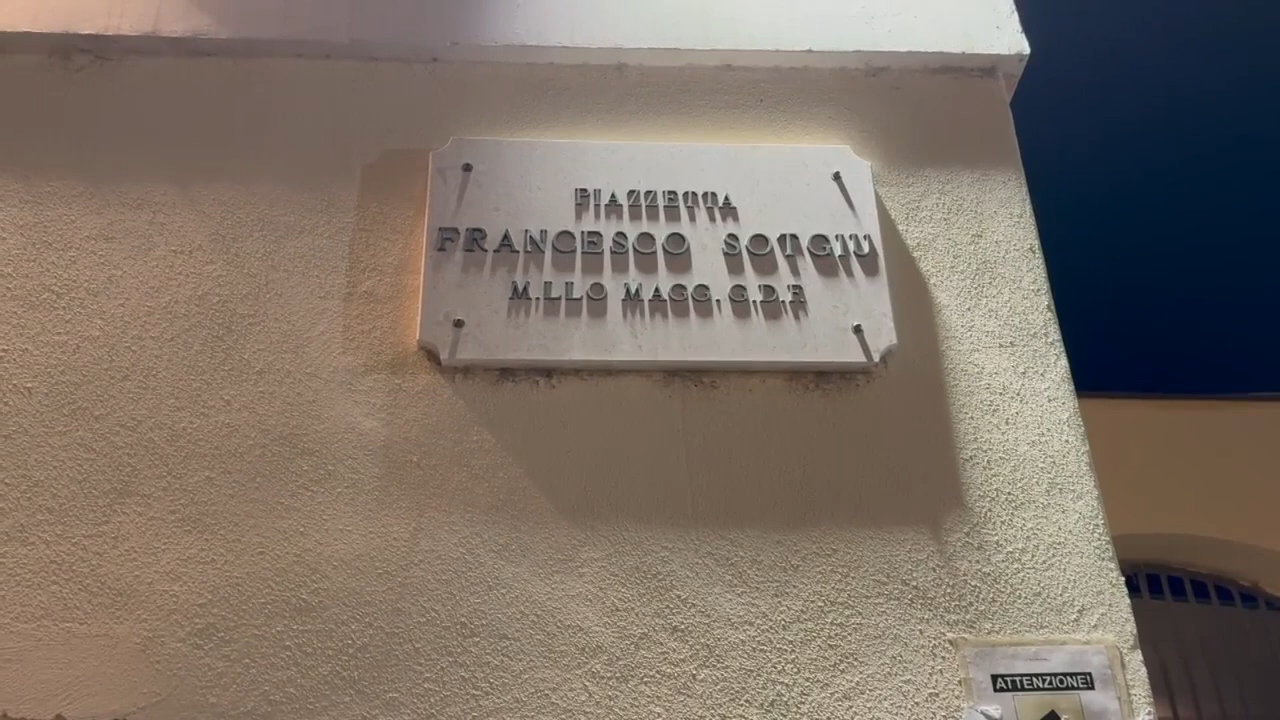 PIAZZETTA
FRANCESCO SOTGIU
M.LLO MAGG. G.D.F.
ATTENZIONE!